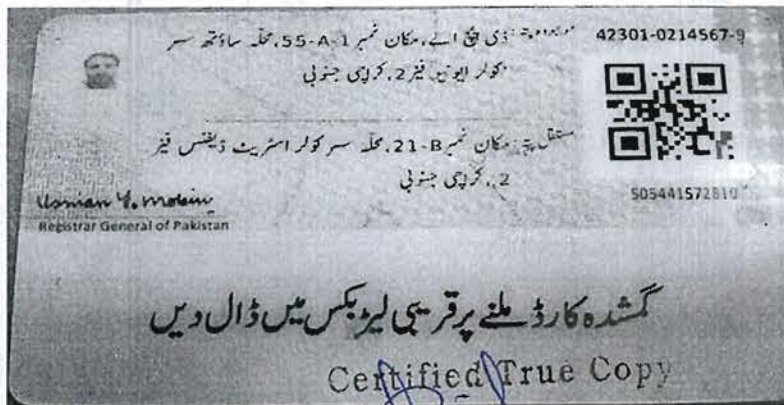 موجودہ پتہ: ڈی ایچ اے، مکان نمبر 55-A-1، محلہ ساؤتھ سر
کولر ایونیو فیز 2، کراچی جنوبی
42301-0214567-9
مستقل پتہ: مکان نمبر 21-B، محلہ سر کولر اسٹریٹ ڈیفنس فیز
2، کراچی جنوبی
Usman Y. Mobin
Registrar General of Pakistan
گمشدہ کارڈ ملنے پر قریبی لیٹر بکس میں ڈال دیں
Certified True Copy